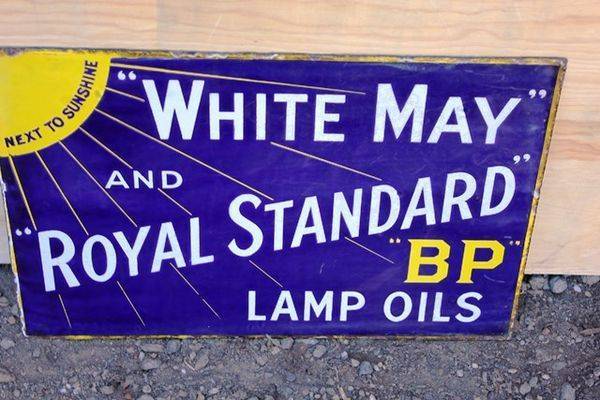 NEXT TO SUNSHINE
"WHITE MAY"
AND
"ROYAL STANDARD"
"BP"
LAMP OILS